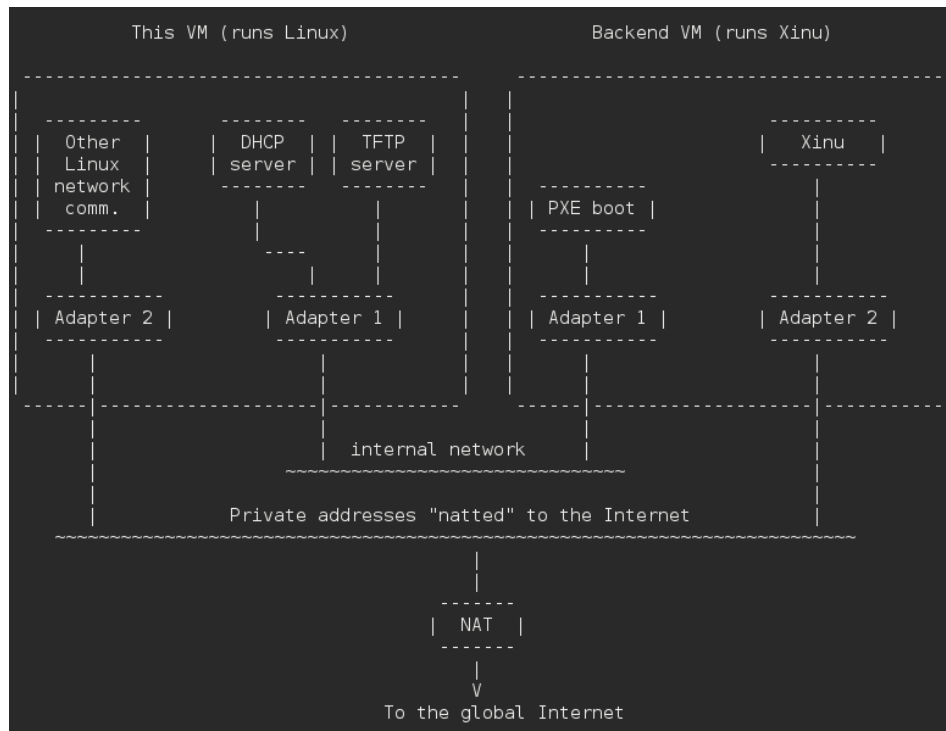 This VM (runs Linux) Backend VM (runs Xinu)
Other DHCP TFTP Xinu
Linux server server
network
comm. PXE boot
Adapter 2 Adapter 1 Adapter 1 Adapter 2
internal network
Private addresses "natted" to the Internet
NAT
V
To the global Internet